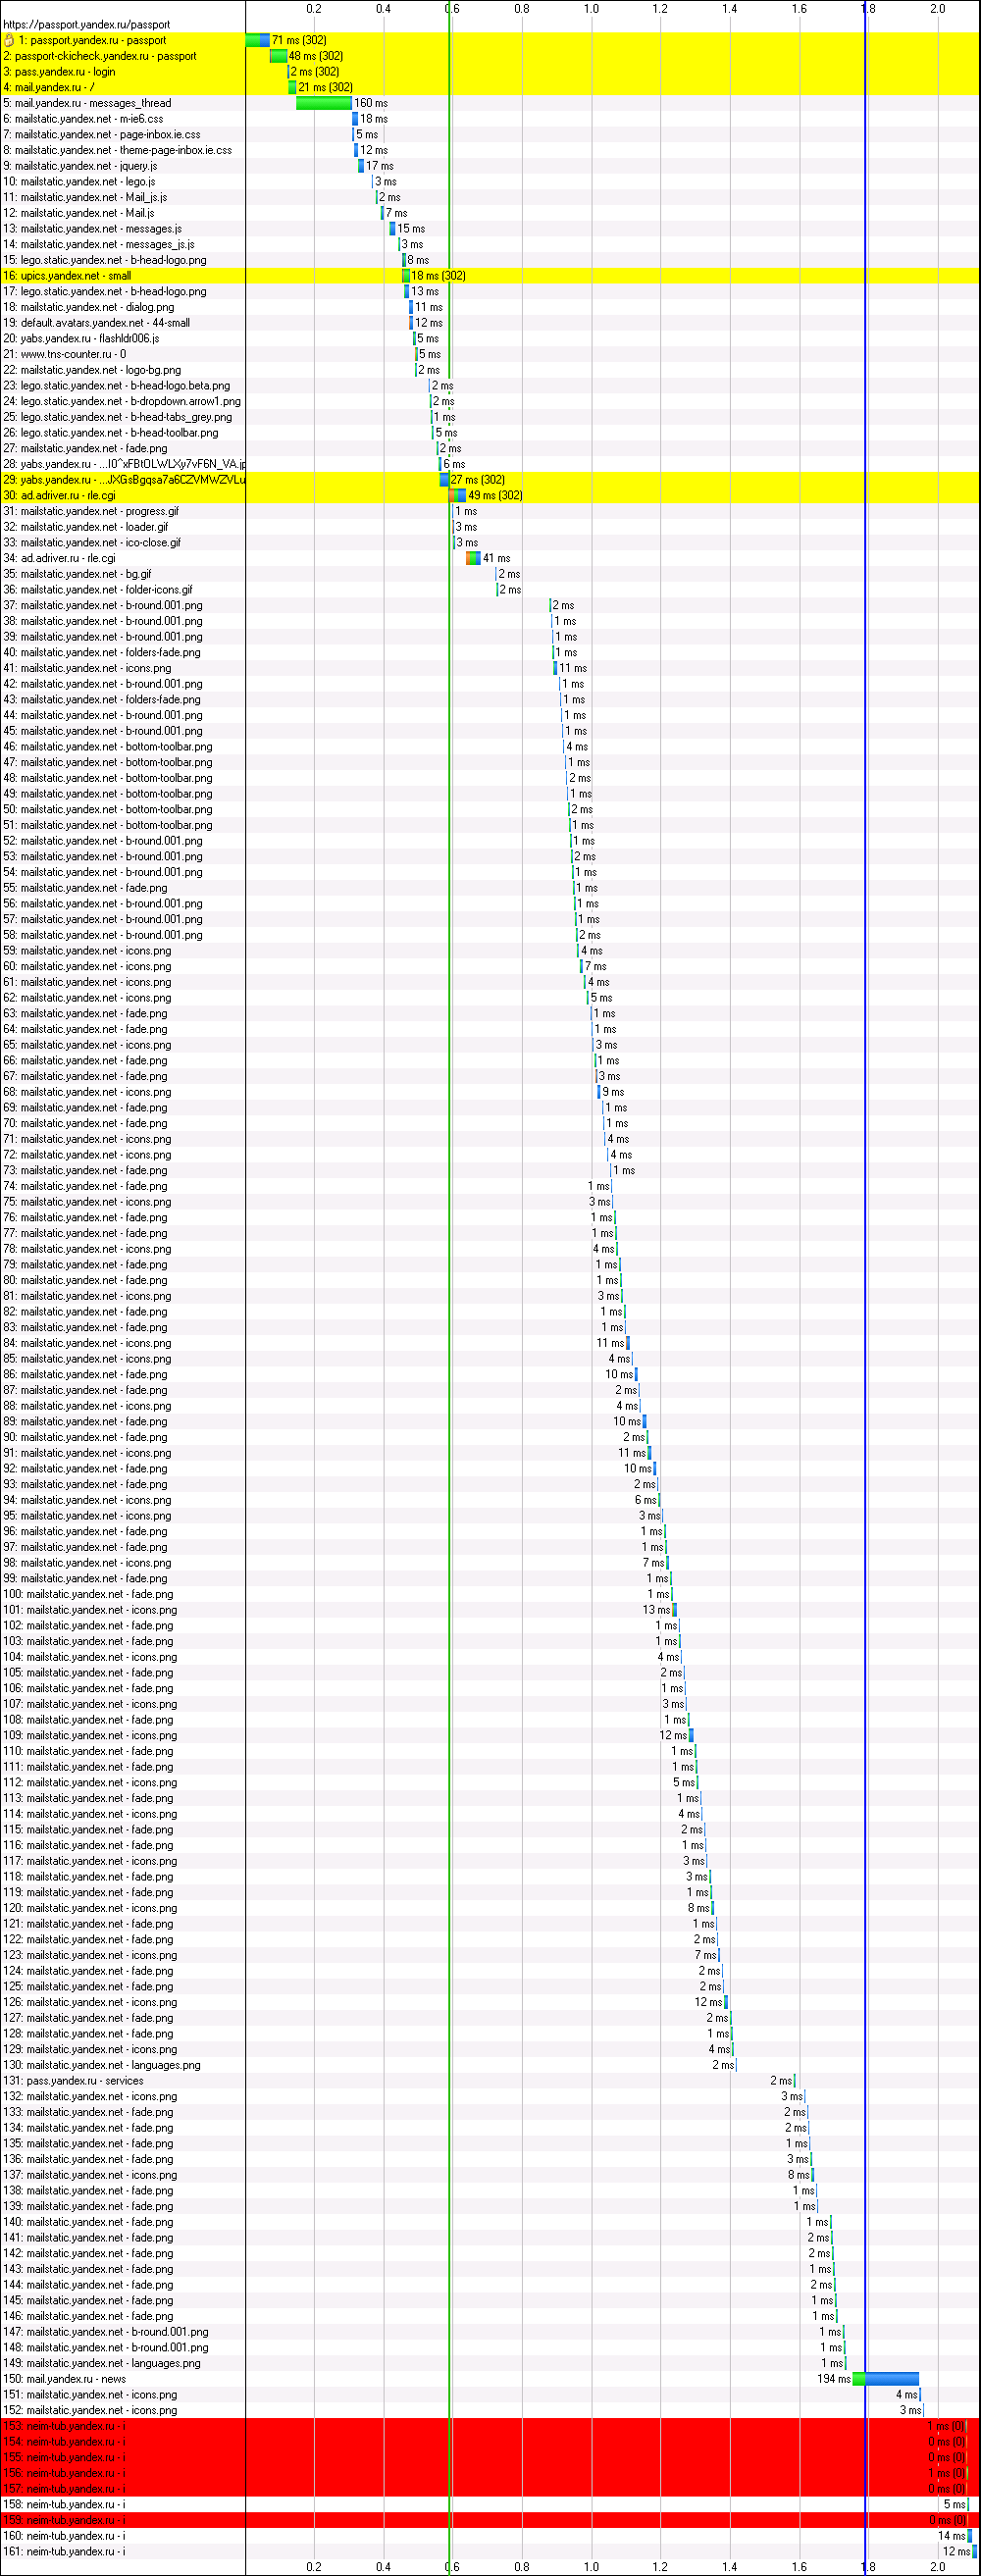 0.2 0.4 0.6 0.8 1.0 1.2 1.4 1.6 1.8 2.0
https://passport.yandex.ru/passport
1: passport.yandex.ru - passport 71 ms (302)
2: passport-ckicheck.yandex.ru - passport 48 ms (302)
3: pass.yandex.ru - login 2 ms (302)
4: mail.yandex.ru - / 21 ms (302)
5: mail.yandex.ru - messages_thread 160 ms
6: mailstatic.yandex.net - m-ie6.css 18 ms
7: mailstatic.yandex.net - page-inbox.ie.css 5 ms
8: mailstatic.yandex.net - theme-page-inbox.ie.css 12 ms
9: mailstatic.yandex.net - jquery.js 17 ms
10: mailstatic.yandex.net - lego.js 3 ms
11: mailstatic.yandex.net - Mail_js.js 2 ms
12: mailstatic.yandex.net - Mail.js 7 ms
13: mailstatic.yandex.net - messages.js 15 ms
14: mailstatic.yandex.net - messages_js.js 3 ms
15: lego.static.yandex.net - b-head-logo.png 8 ms
16: upics.yandex.net - small 18 ms (302)
17: lego.static.yandex.net - b-head-logo.png 13 ms
18: mailstatic.yandex.net - dialog.png 11 ms
19: default.avatars.yandex.net - 44-small 12 ms
20: yabs.yandex.ru - flashldr006.js 5 ms
21: www.tns-counter.ru - 0 5 ms
22: mailstatic.yandex.net - logo-bg.png 2 ms
23: lego.static.yandex.net - b-head-logo.beta.png 2 ms
24: lego.static.yandex.net - b-dropdown.arrow1.png 2 ms
25: lego.static.yandex.net - b-head-tabs_grey.png 1 ms
26: lego.static.yandex.net - b-head-toolbar.png 5 ms
27: mailstatic.yandex.net - fade.png 2 ms
28: yabs.yandex.ru - 6 ms
29: yabs.yandex.ru - 27 ms (302)
30: ad.adriver.ru - rle.cgi 49 ms (302)
31: mailstatic.yandex.net - progress.gif 1 ms
32: mailstatic.yandex.net - loader.gif 3 ms
33: mailstatic.yandex.net - ico-close.gif 3 ms
34: ad.adriver.ru - rle.cgi 41 ms
35: mailstatic.yandex.net - bg.gif 2 ms
36: mailstatic.yandex.net - folder-icons.gif 2 ms
37: mailstatic.yandex.net - b-round.001.png 2 ms
38: mailstatic.yandex.net - b-round.001.png 1 ms
39: mailstatic.yandex.net - b-round.001.png 1 ms
40: mailstatic.yandex.net - folders-fade.png 1 ms
41: mailstatic.yandex.net - icons.png 11 ms
42: mailstatic.yandex.net - b-round.001.png 1 ms
43: mailstatic.yandex.net - folders-fade.png 1 ms
44: mailstatic.yandex.net - b-round.001.png 1 ms
45: mailstatic.yandex.net - b-round.001.png 1 ms
46: mailstatic.yandex.net - bottom-toolbar.png 4 ms
47: mailstatic.yandex.net - bottom-toolbar.png 1 ms
48: mailstatic.yandex.net - bottom-toolbar.png 2 ms
49: mailstatic.yandex.net - bottom-toolbar.png 1 ms
50: mailstatic.yandex.net - bottom-toolbar.png 2 ms
51: mailstatic.yandex.net - bottom-toolbar.png 1 ms
52: mailstatic.yandex.net - b-round.001.png 1 ms
53: mailstatic.yandex.net - b-round.001.png 2 ms
54: mailstatic.yandex.net - b-round.001.png 1 ms
55: mailstatic.yandex.net - fade.png 1 ms
56: mailstatic.yandex.net - b-round.001.png 1 ms
57: mailstatic.yandex.net - b-round.001.png 1 ms
58: mailstatic.yandex.net - b-round.001.png 2 ms
59: mailstatic.yandex.net - icons.png 4 ms
60: mailstatic.yandex.net - icons.png 7 ms
61: mailstatic.yandex.net - icons.png 4 ms
62: mailstatic.yandex.net - icons.png 5 ms
63: mailstatic.yandex.net - fade.png 1 ms
64: mailstatic.yandex.net - fade.png 1 ms
65: mailstatic.yandex.net - icons.png 3 ms
66: mailstatic.yandex.net - fade.png 1 ms
67: mailstatic.yandex.net - fade.png 3 ms
68: mailstatic.yandex.net - icons.png 9 ms
69: mailstatic.yandex.net - fade.png 1 ms
70: mailstatic.yandex.net - fade.png 1 ms
71: mailstatic.yandex.net - icons.png 4 ms
72: mailstatic.yandex.net - icons.png 4 ms
73: mailstatic.yandex.net - fade.png 1 ms
74: mailstatic.yandex.net - fade.png 1 ms
75: mailstatic.yandex.net - icons.png 3 ms
76: mailstatic.yandex.net - fade.png 1 ms
77: mailstatic.yandex.net - fade.png 1 ms
78: mailstatic.yandex.net - icons.png 4 ms
79: mailstatic.yandex.net - fade.png 1 ms
80: mailstatic.yandex.net - fade.png 1 ms
81: mailstatic.yandex.net - icons.png 3 ms
82: mailstatic.yandex.net - fade.png 1 ms
83: mailstatic.yandex.net - fade.png 1 ms
84: mailstatic.yandex.net - icons.png 11 ms
85: mailstatic.yandex.net - icons.png 4 ms
86: mailstatic.yandex.net - fade.png 10 ms
87: mailstatic.yandex.net - fade.png 2 ms
88: mailstatic.yandex.net - icons.png 4 ms
89: mailstatic.yandex.net - fade.png 10 ms
90: mailstatic.yandex.net - fade.png 2 ms
91: mailstatic.yandex.net - icons.png 11 ms
92: mailstatic.yandex.net - fade.png 10 ms
93: mailstatic.yandex.net - fade.png 2 ms
94: mailstatic.yandex.net - icons.png 6 ms
95: mailstatic.yandex.net - icons.png 3 ms
96: mailstatic.yandex.net - fade.png 1 ms
97: mailstatic.yandex.net - fade.png 1 ms
98: mailstatic.yandex.net - icons.png 7 ms
99: mailstatic.yandex.net - fade.png 1 ms
100: mailstatic.yandex.net - fade.png 1 ms
101: mailstatic.yandex.net - icons.png 13 ms
102: mailstatic.yandex.net - fade.png 1 ms
103: mailstatic.yandex.net - fade.png 1 ms
104: mailstatic.yandex.net - icons.png 4 ms
105: mailstatic.yandex.net - fade.png 2 ms
106: mailstatic.yandex.net - fade.png 1 ms
107: mailstatic.yandex.net - icons.png 3 ms
108: mailstatic.yandex.net - fade.png 1 ms
109: mailstatic.yandex.net - icons.png 12 ms
110: mailstatic.yandex.net - fade.png 1 ms
111: mailstatic.yandex.net - fade.png 1 ms
112: mailstatic.yandex.net - icons.png 5 ms
113: mailstatic.yandex.net - fade.png 1 ms
114: mailstatic.yandex.net - icons.png 4 ms
115: mailstatic.yandex.net - fade.png 2 ms
116: mailstatic.yandex.net - fade.png 1 ms
117: mailstatic.yandex.net - icons.png 3 ms
118: mailstatic.yandex.net - fade.png 3 ms
119: mailstatic.yandex.net - fade.png 1 ms
120: mailstatic.yandex.net - icons.png 8 ms
121: mailstatic.yandex.net - fade.png 1 ms
122: mailstatic.yandex.net - fade.png 2 ms
123: mailstatic.yandex.net - icons.png 7 ms
124: mailstatic.yandex.net - fade.png 2 ms
125: mailstatic.yandex.net - fade.png 2 ms
126: mailstatic.yandex.net - icons.png 12 ms
127: mailstatic.yandex.net - fade.png 2 ms
128: mailstatic.yandex.net - fade.png 1 ms
129: mailstatic.yandex.net - icons.png 4 ms
130: mailstatic.yandex.net - languages.png 2 ms
131: pass.yandex.ru - services 2 ms
132: mailstatic.yandex.net - icons.png 3 ms
133: mailstatic.yandex.net - fade.png 2 ms
134: mailstatic.yandex.net - fade.png 2 ms
135: mailstatic.yandex.net - fade.png 1 ms
136: mailstatic.yandex.net - fade.png 3 ms
137: mailstatic.yandex.net - icons.png 8 ms
138: mailstatic.yandex.net - fade.png 1 ms
139: mailstatic.yandex.net - fade.png 1 ms
140: mailstatic.yandex.net - fade.png 1 ms
141: mailstatic.yandex.net - fade.png 2 ms
142: mailstatic.yandex.net - fade.png 2 ms
143: mailstatic.yandex.net - fade.png 1 ms
144: mailstatic.yandex.net - fade.png 2 ms
145: mailstatic.yandex.net - fade.png 1 ms
146: mailstatic.yandex.net - fade.png 1 ms
147: mailstatic.yandex.net - b-round.001.png 1 ms
148: mailstatic.yandex.net - b-round.001.png 1 ms
149: mailstatic.yandex.net - languages.png 1 ms
150: mail.yandex.ru - news 194 ms
151: mailstatic.yandex.net - icons.png 4 ms
152: mailstatic.yandex.net - icons.png 3 ms
153: neim-tub.yandex.ru - i 1 ms (0)
154: neim-tub.yandex.ru - i 0 ms (0)
155: neim-tub.yandex.ru - i 0 ms (0)
156: neim-tub.yandex.ru - i 1 ms (0)
157: neim-tub.yandex.ru - i 0 ms (0)
158: neim-tub.yandex.ru - i 5 ms
159: neim-tub.yandex.ru - i 0 ms (0)
160: neim-tub.yandex.ru - i 14 ms
161: neim-tub.yandex.ru - i 12 ms
0.2 0.4 0.6 0.8 1.0 1.2 1.4 1.6 1.8 2.0